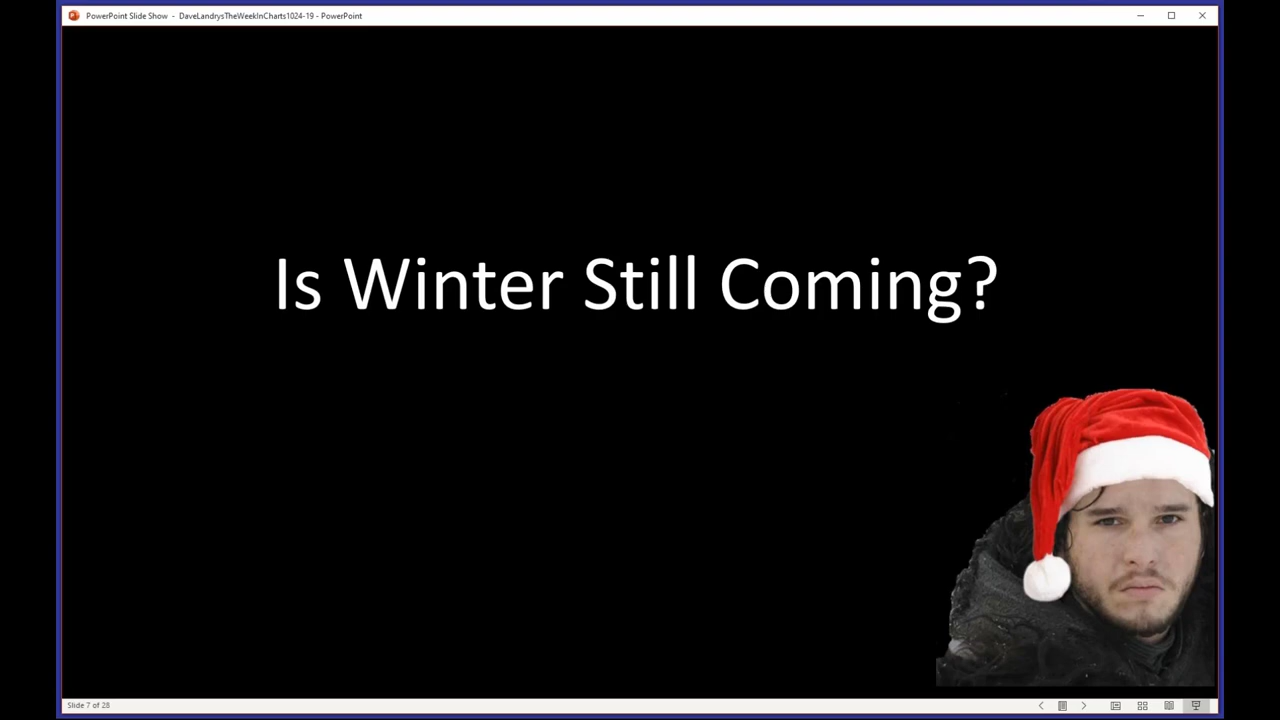 PowerPoint Slide Show - DaveLandrysTheWeekInCharts1024-19 - PowerPoint
Is Winter Still Coming?
Slide 7 of 28